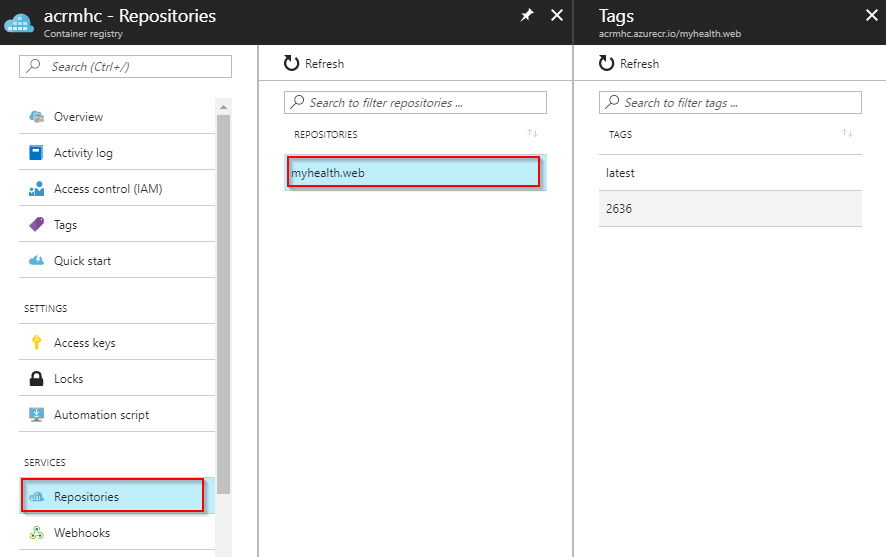 acrmhc - Repositories
Container registry
Search (Ctrl+/)
Overview
Activity log
Access control (IAM)
Tags
Quick start
SETTINGS
Access keys
Locks
Automation script
SERVICES
Repositories
Webhooks
Refresh
Search to filter repositories ...
REPOSITORIES
myhealth.web
Tags
acrmhc.azurecr.io/myhealth.web
Refresh
Search to filter tags ...
TAGS
latest
2636